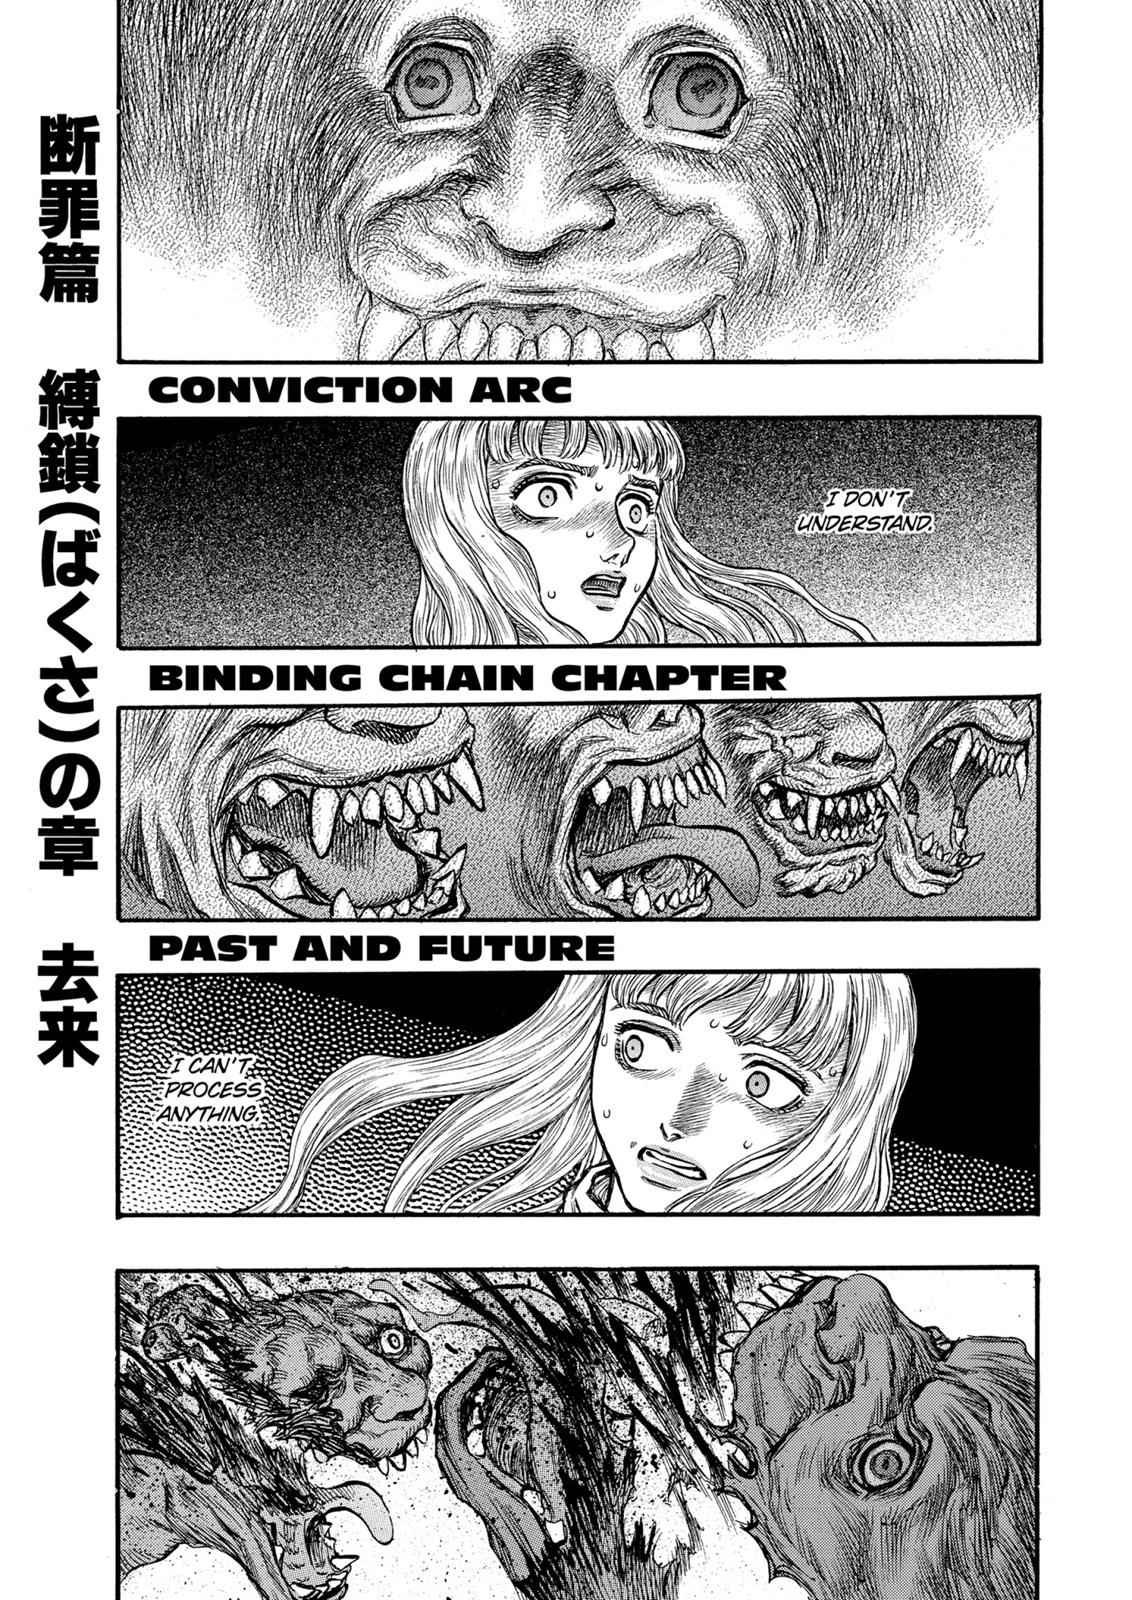 断罪篇 縛鎖(ばくさ)の章 去来
CONVICTION ARC
I DON'T
UNDERSTAND.
BINDING CHAIN CHAPTER
PAST AND FUTURE
I CAN'T
PROCESS
ANYTHING.